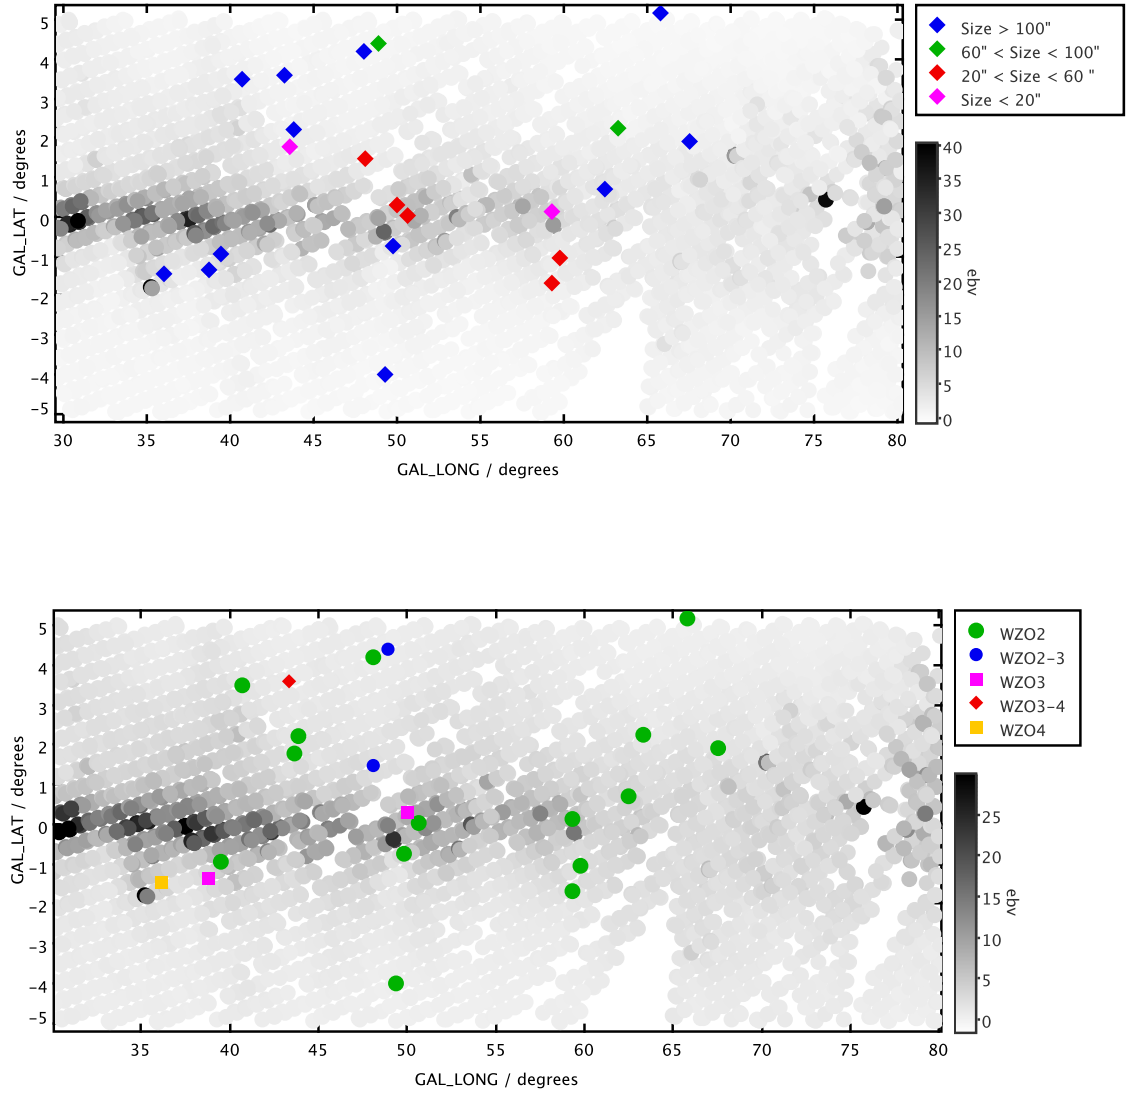 5
4
3
2
1
0
-1
-2
-3
-4
-5
GAL_LAT / degrees
30 35 40 45 50 55 60 65 70 75 80
GAL_LONG / degrees
Size > 100"
60" < Size < 100"
20" < Size < 60 "
Size < 20"
40
35
30
25
20
15
10
5
0
ebv
5
4
3
2
1
0
-1
-2
-3
-4
-5
GAL_LAT / degrees
35 40 45 50 55 60 65 70 75 80
GAL_LONG / degrees
WZO2
WZO2-3
WZO3
WZO3-4
WZO4
25
20
15
10
5
0
ebv